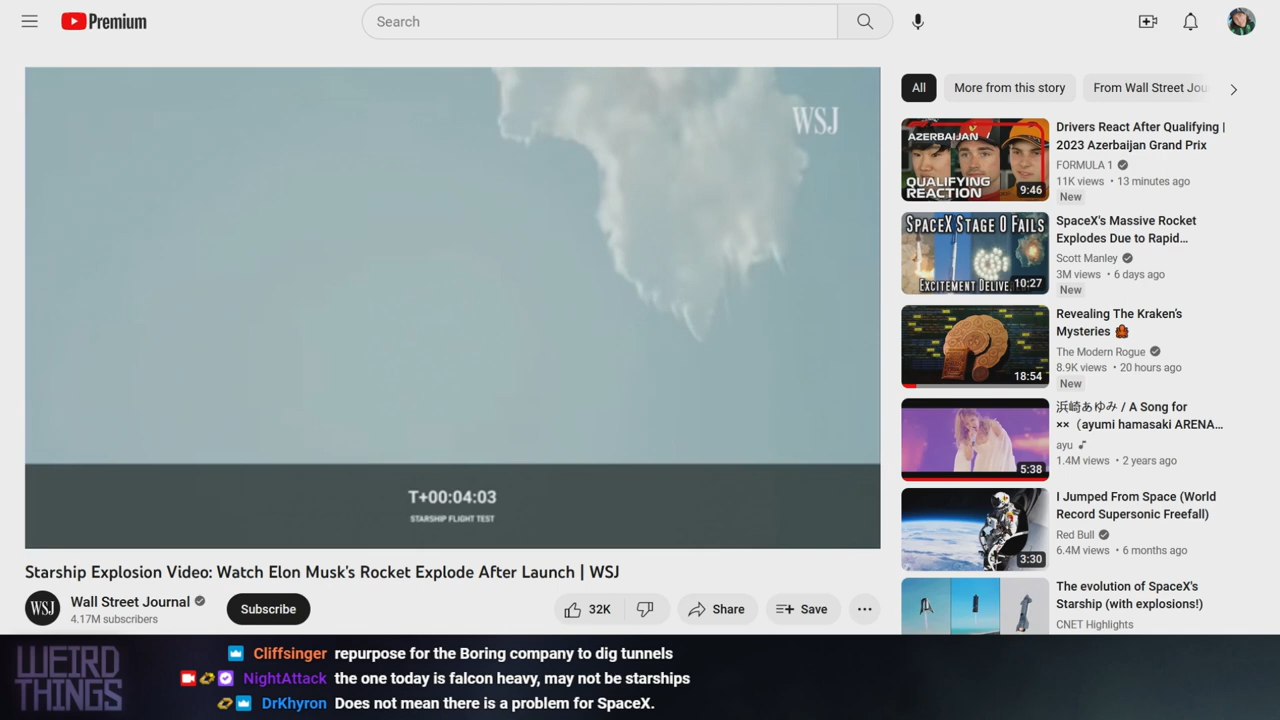 Premium
Search
WSJ
T+00:04:03
STARSHIP FLIGHT TEST
Starship Explosion Video: Watch Elon Musk's Rocket Explode After Launch | WSJ
WSJ
Wall Street Journal
4.17M subscribers
Subscribe
32K
Share
Save
All
More from this story
From Wall Street Jou
AZERBAIJAN
QUALIFYING
REACTION
9:46
Drivers React After Qualifying |
2023 Azerbaijan Grand Prix
FORMULA 1
11K views • 13 minutes ago
New
SPACEX STAGE 0 FAILS
EXCITEMENT
10:27
SpaceX's Massive Rocket
Explodes Due to Rapid…
Scott Manley
3M views • 6 days ago
New
18:54
Revealing The Kraken's
Mysteries
The Modern Rogue
8.9K views • 20 hours ago
New
5:38
浜崎あゆみ / A Song for
××（ayumi hamasaki ARENA…
ayu
1.4M views • 2 years ago
3:30
I Jumped From Space (World
Record Supersonic Freefall)
Red Bull
6.4M views • 6 months ago
The evolution of SpaceX's
Starship (with explosions!)
CNET Highlights
WEIRD
THINGS
Cliffsinger repurpose for the Boring company to dig tunnels
NightAttack the one today is falcon heavy, may not be starships
DrKhyron Does not mean there is a problem for SpaceX.